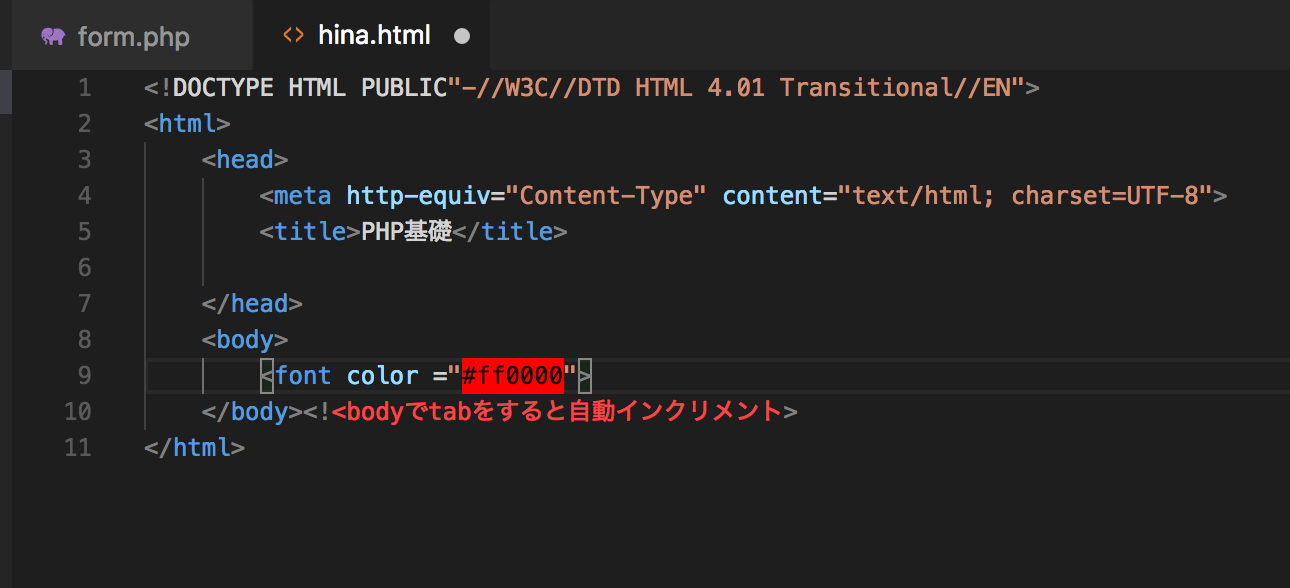 form.php
hina.html
1 <!DOCTYPE HTML PUBLIC"-//W3C//DTD HTML 4.01 Transitional//EN">
2 <html>
3 <head>
4 <meta http-equiv="Content-Type" content="text/html; charset=UTF-8">
5 <title>PHP基礎</title>
6
7 </head>
8 <body>
9 <font color ="#ff0000">
10 </body><!<bodyでtabをすると自動インクリメント>
11 </html>